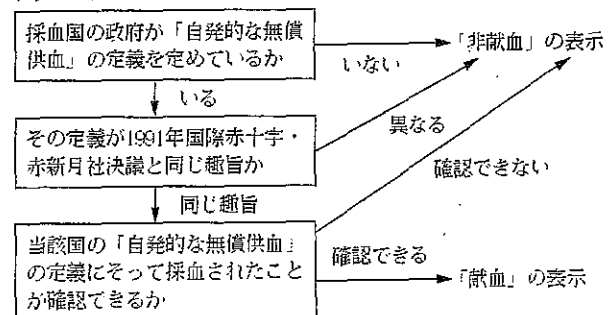 採血国の政府が「自発的な無償
供血」の定義を定めているか
「非献血」の表示
いない
いる
その定義が1991年国際赤十字・
赤新月社決議と同じ趣旨か
異なる
確認できない
同じ趣旨
当該国の「自発的な無償供血」
の定義にそって採血されたこと
が確認できるか
確認できる
「献血」の表示